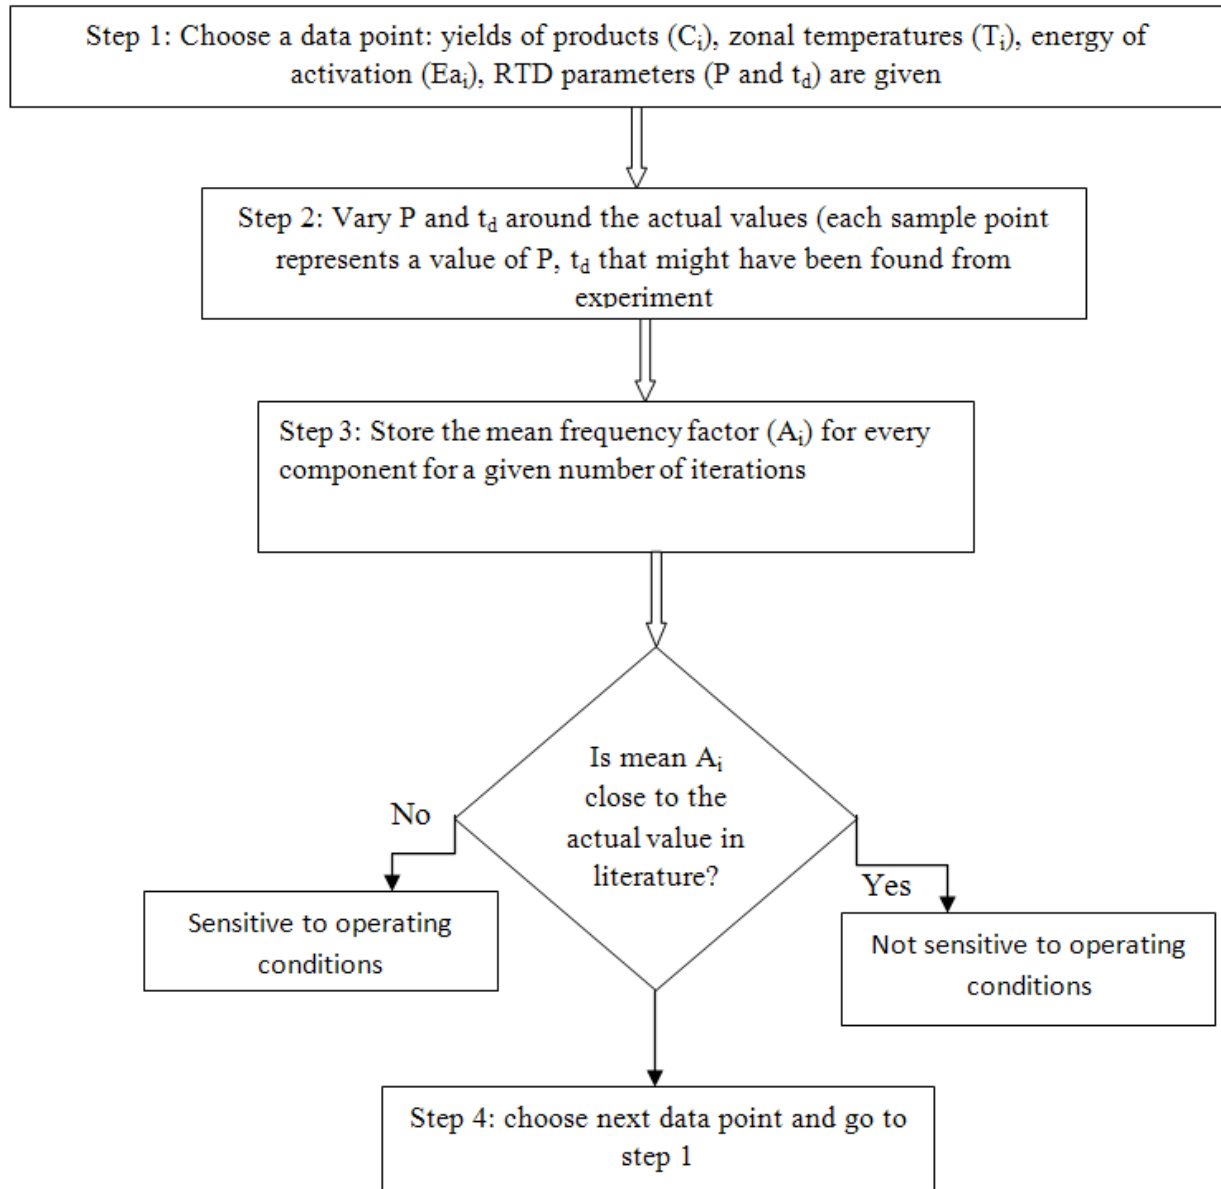 Step 1: Choose a data point: yields of products (Cᵢ), zonal temperatures (Tᵢ), energy of
activation (Eaᵢ), RTD parameters (P and t_d) are given
Step 2: Vary P and t_d around the actual values (each sample point
represents a value of P, t_d that might have been found from
experiment
Step 3: Store the mean frequency factor (Aᵢ) for every
component for a given number of iterations
Is mean Aᵢ
close to the
actual value in
literature?
No
Yes
Sensitive to operating
conditions
Not sensitive to operating
conditions
Step 4: choose next data point and go to
step 1